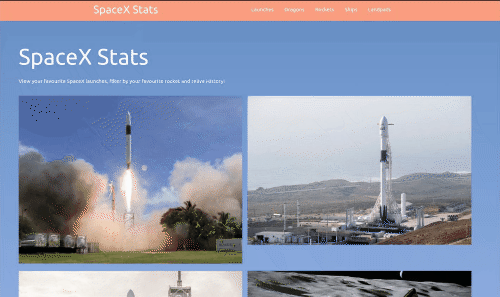 SpaceX Stats
Launches Dragons Rockets Ships Landpads
SpaceX Stats
View your favourite SpaceX launches, filter by your favourite rocket and relive history!